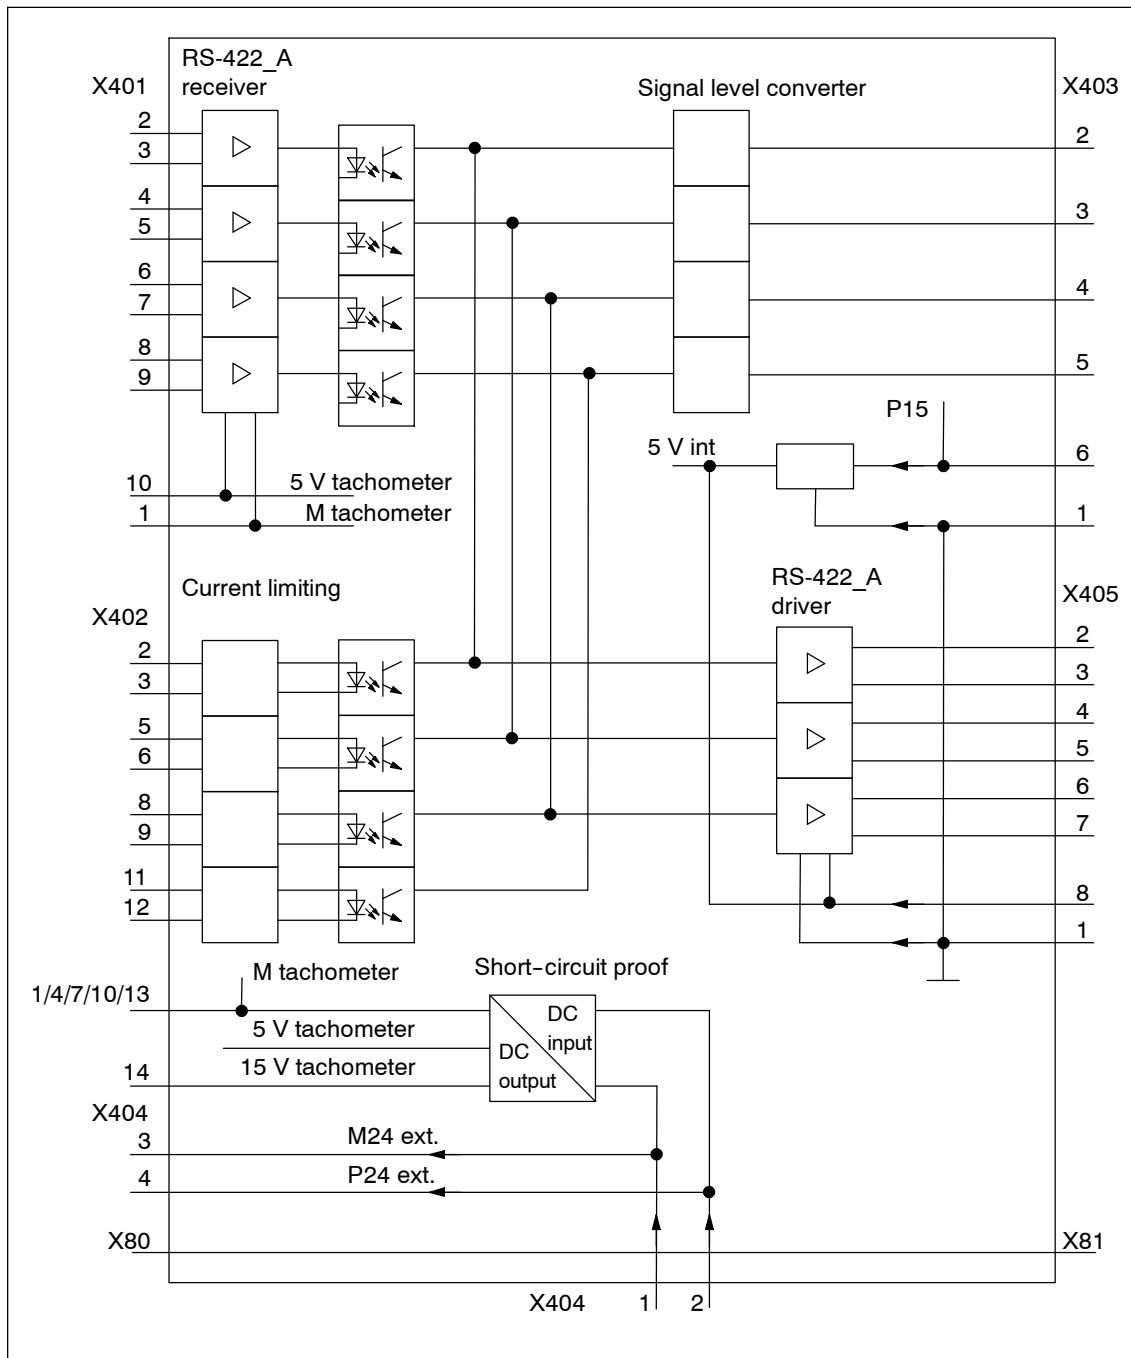 RS-422_A
receiver
X401
Signal level converter
X403
2
3
4
5
6
7
8
9
2
3
4
5
P15
5 V int
6
10
5 V tachometer
1
M tachometer
1
Current limiting
RS-422_A
driver
X402
X405
2
3
5
6
8
9
11
12
2
3
4
5
6
7
8
1
M tachometer
Short-circuit proof
1/4/7/10/13
5 V tachometer
15 V tachometer
14
DC
input
DC
output
X404
3
M24 ext.
4
P24 ext.
X80
X81
X404
1
2